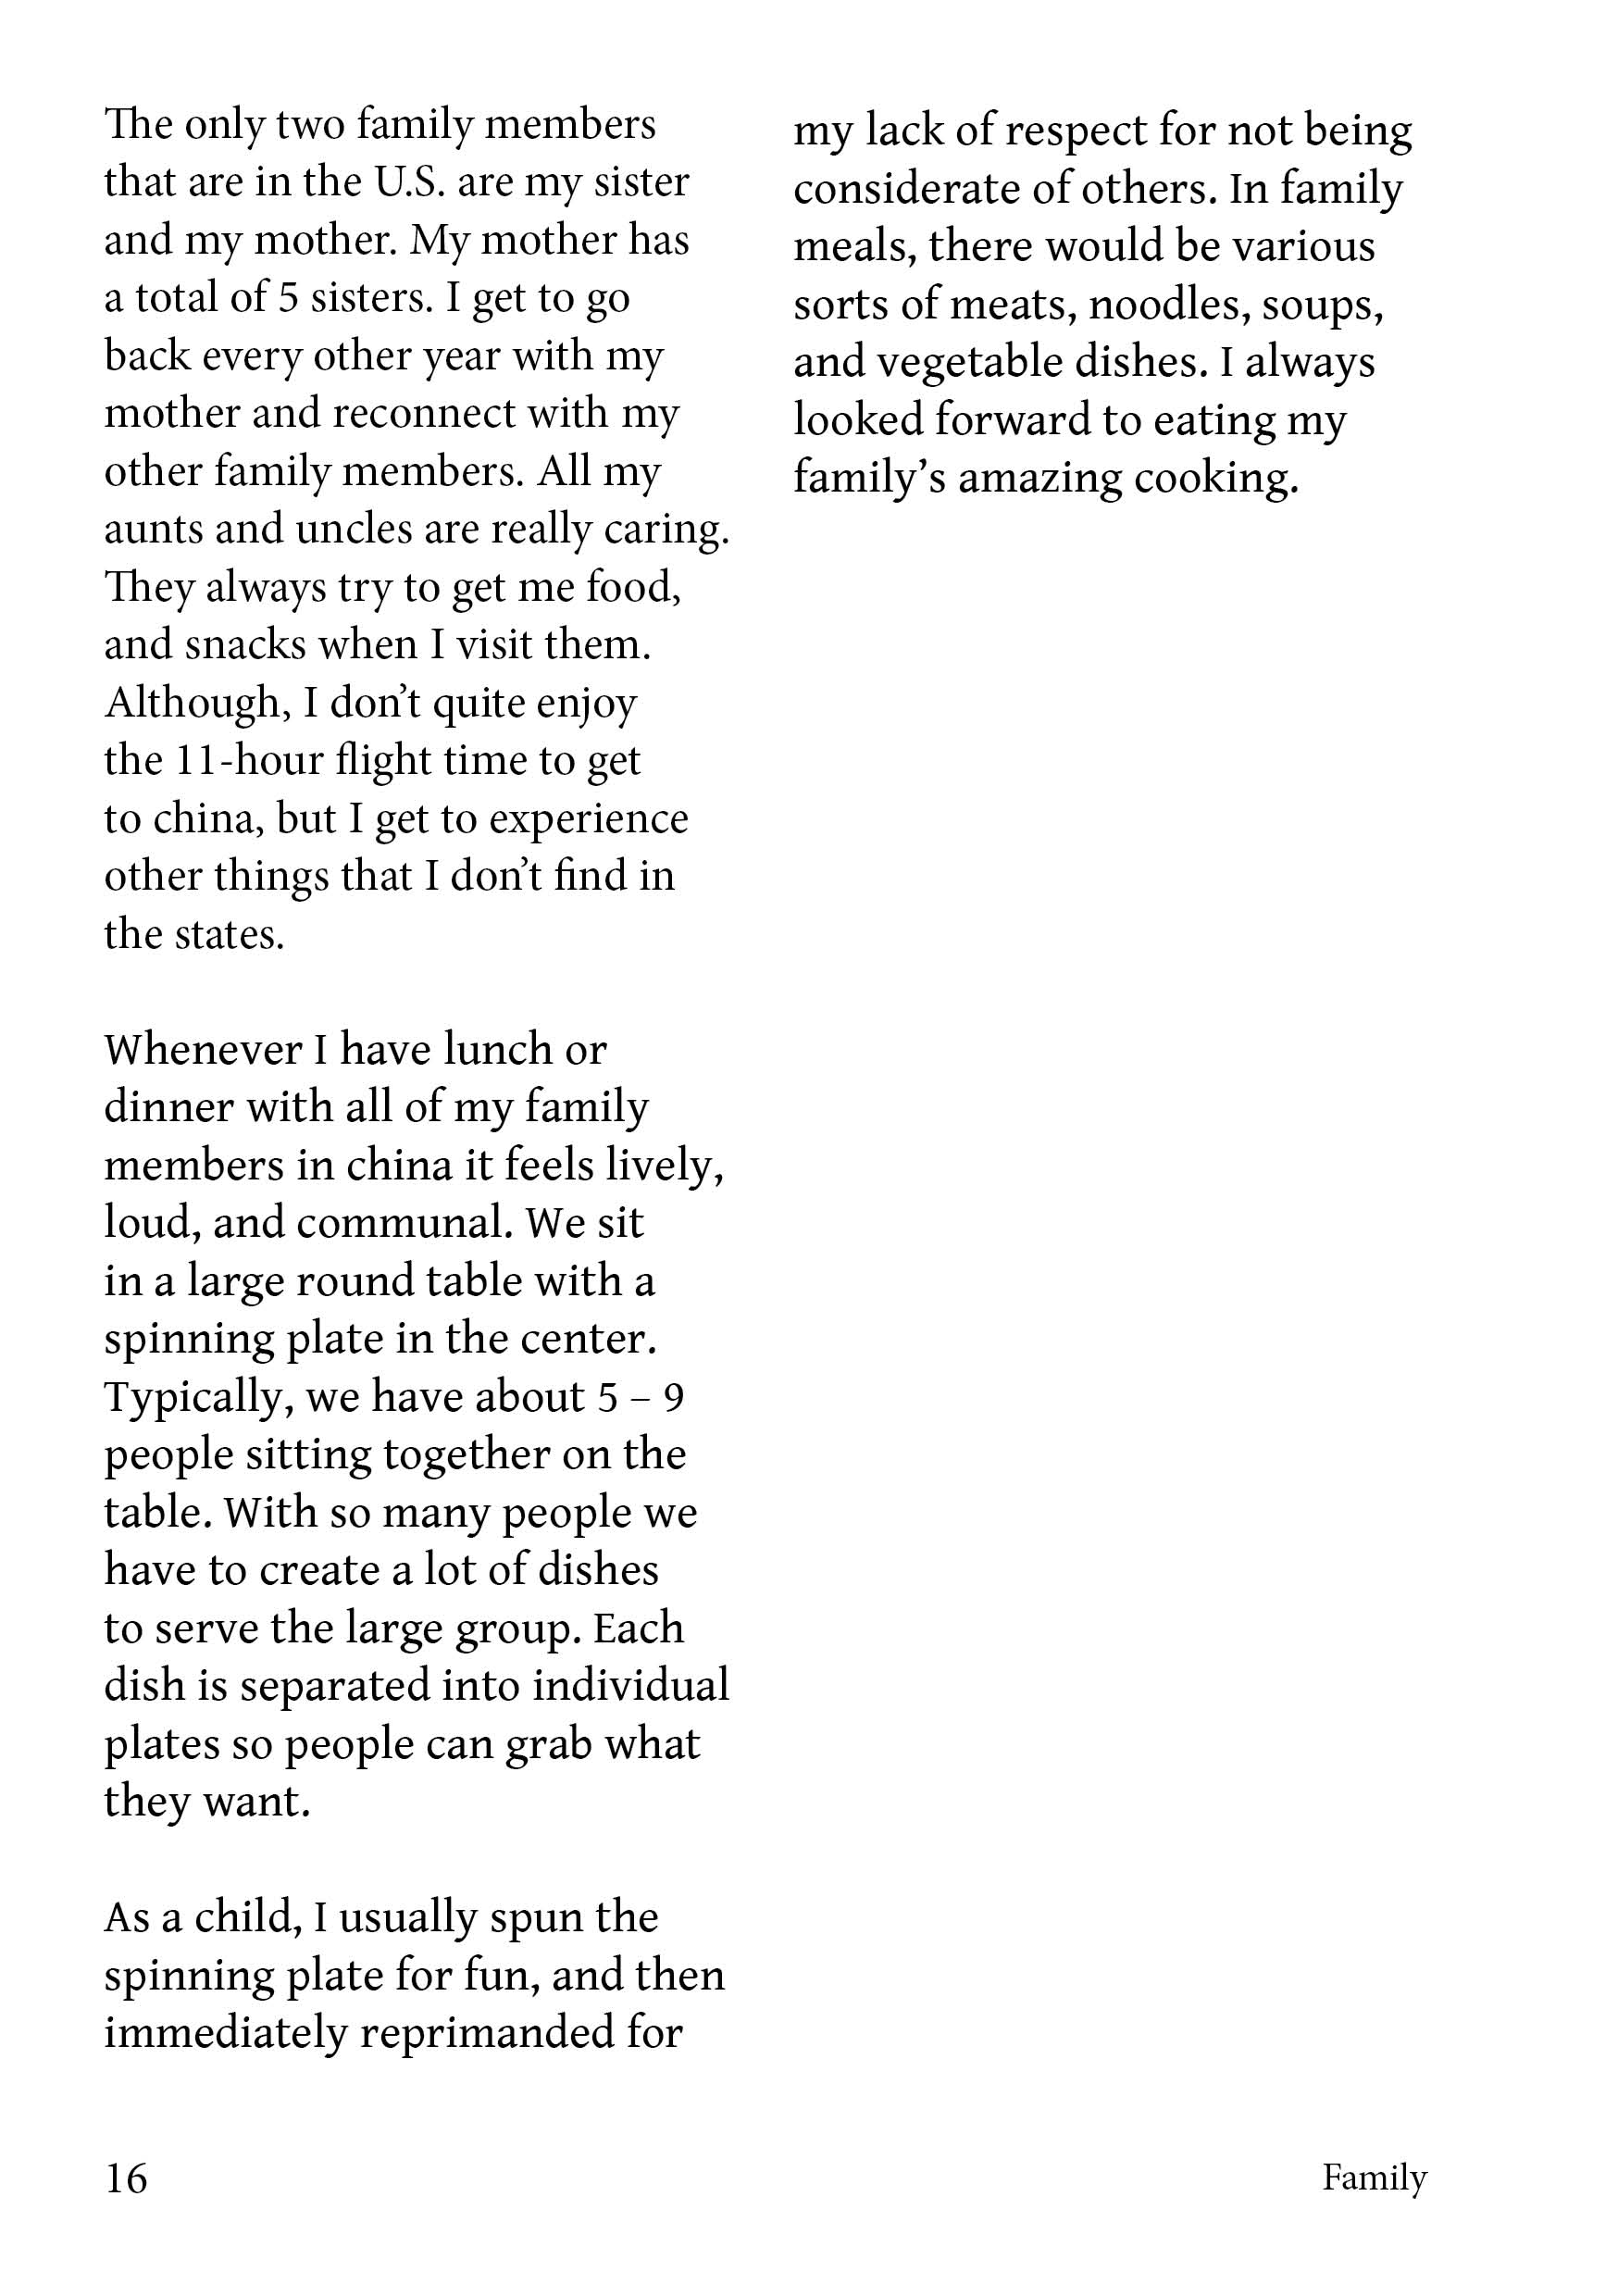 The only two family members
that are in the U.S. are my sister
and my mother. My mother has
a total of 5 sisters. I get to go
back every other year with my
mother and reconnect with my
other family members. All my
aunts and uncles are really caring.
They always try to get me food,
and snacks when I visit them.
Although, I don’t quite enjoy
the 11-hour flight time to get
to china, but I get to experience
other things that I don’t find in
the states.

Whenever I have lunch or
dinner with all of my family
members in china it feels lively,
loud, and communal. We sit
in a large round table with a
spinning plate in the center.
Typically, we have about 5 – 9
people sitting together on the
table. With so many people we
have to create a lot of dishes
to serve the large group. Each
dish is separated into individual
plates so people can grab what
they want.

As a child, I usually spun the
spinning plate for fun, and then
immediately reprimanded for
my lack of respect for not being
considerate of others. In family
meals, there would be various
sorts of meats, noodles, soups,
and vegetable dishes. I always
looked forward to eating my
family’s amazing cooking.

16
Family